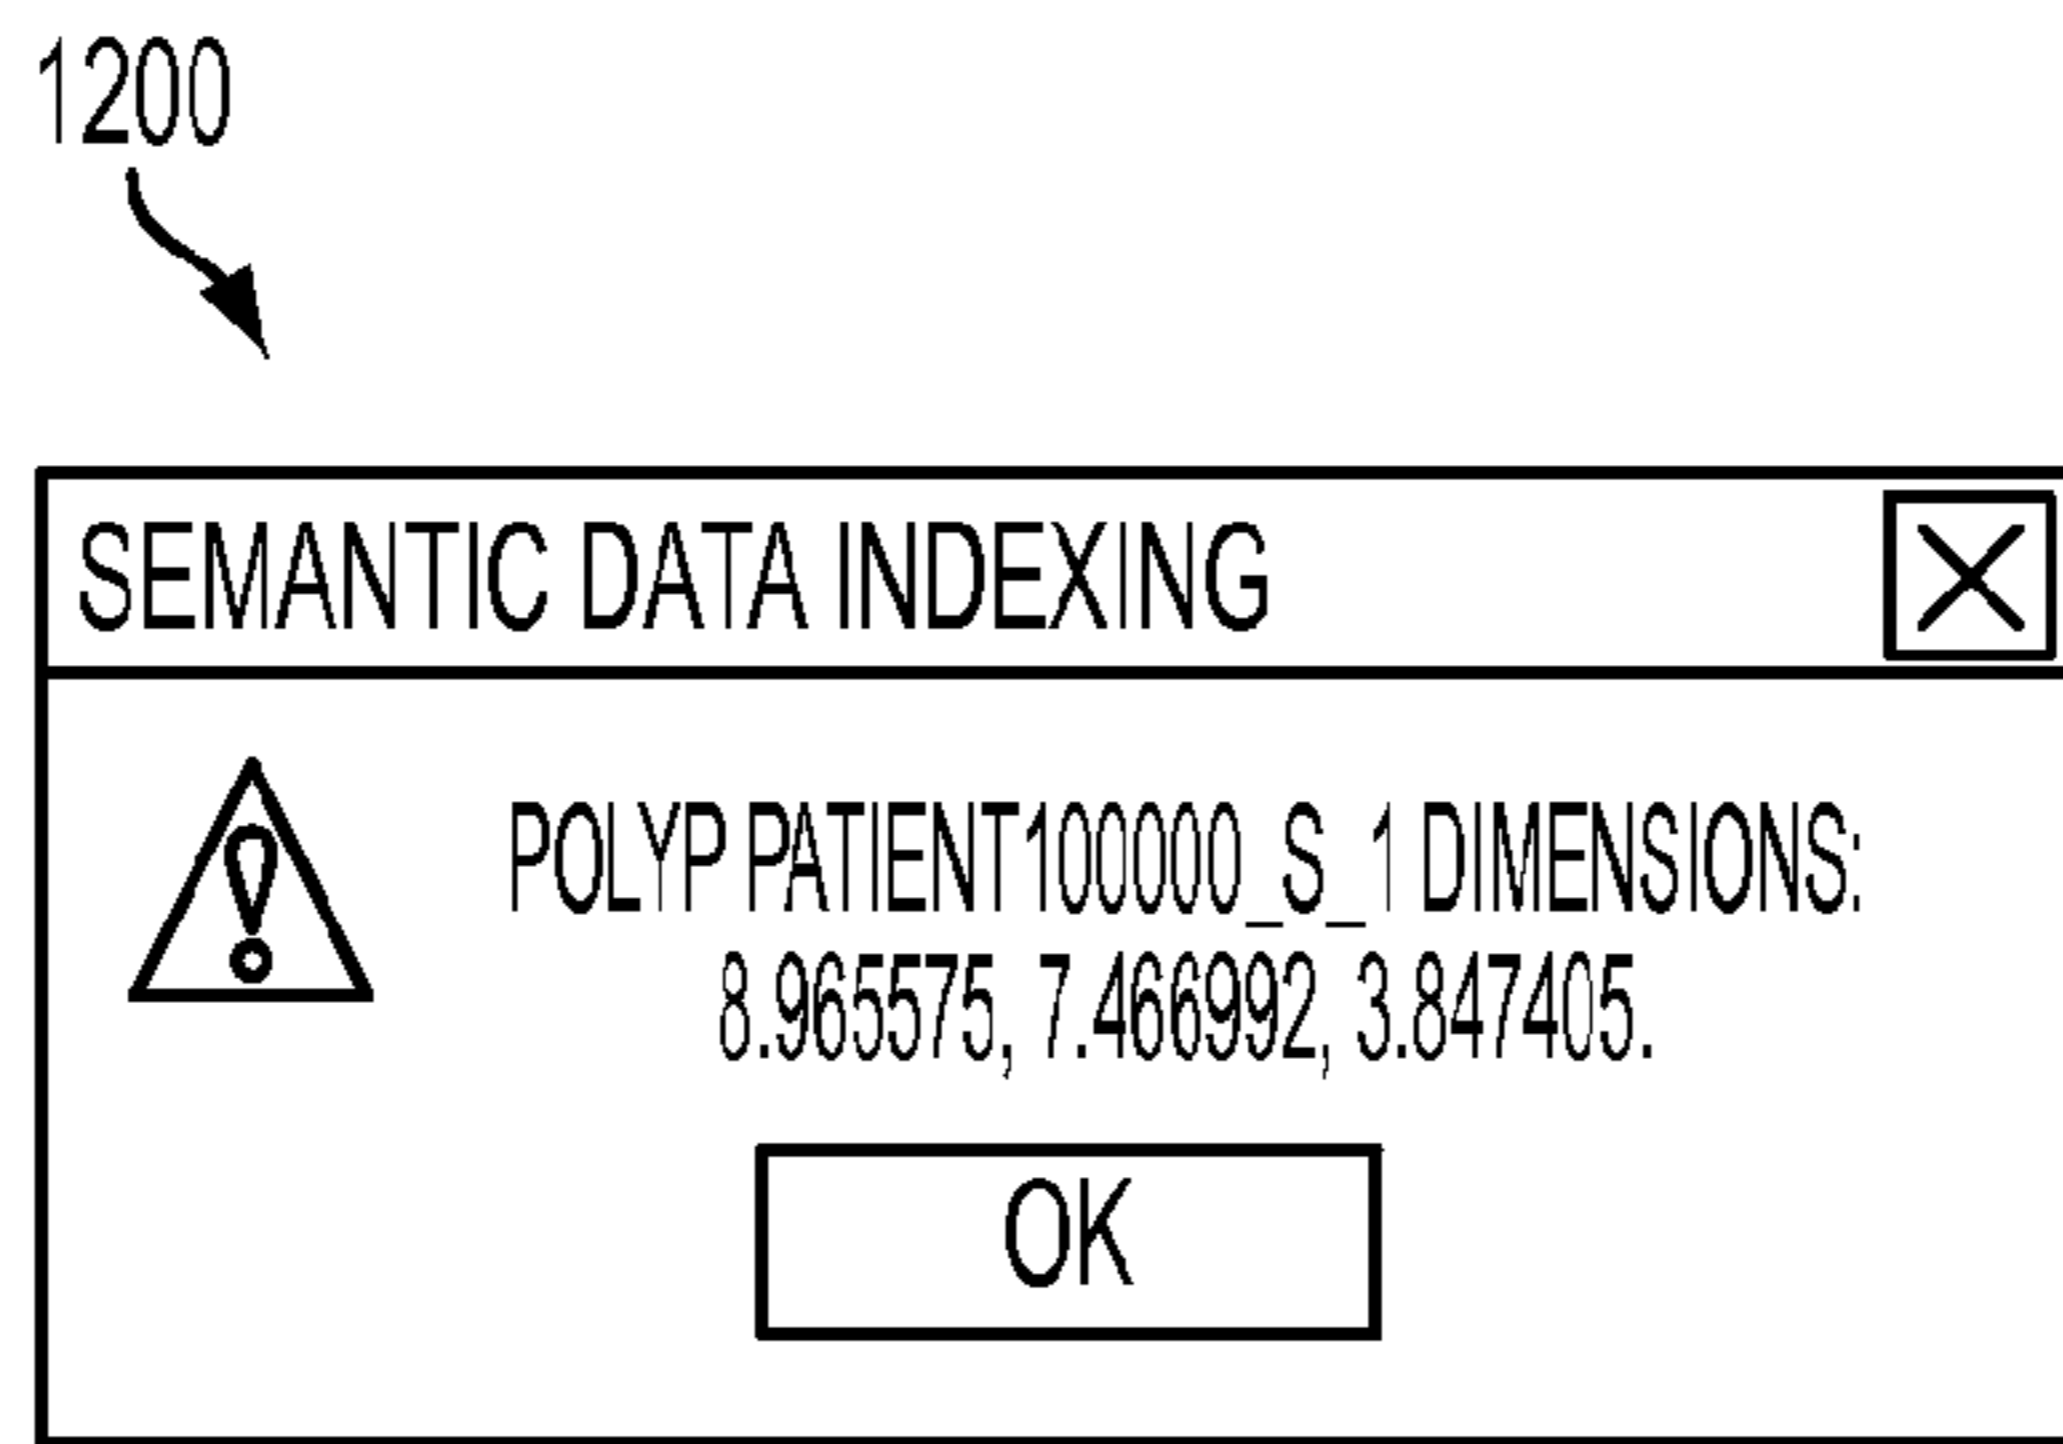 1200
SEMANTIC DATA INDEXING
POLYP PATIENT100000_S_1 DIMENSIONS:
8.965575, 7.466992, 3.847405.
OK